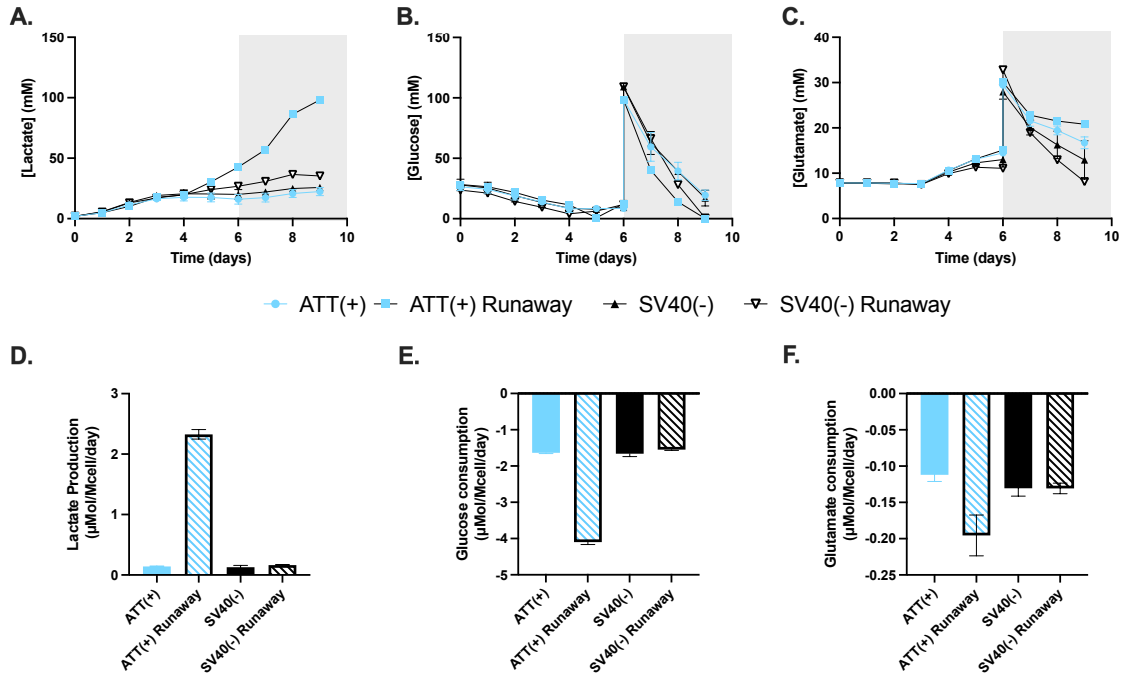 A.
B.
C.
150
100
50
0
[Lactate] (mM)
0 2 4 6 8 10
Time (days)
150
100
50
0
[Glucose] (mM)
0 2 4 6 8 10
Time (days)
40
30
20
10
0
[Glutamate] (mM)
0 2 4 6 8 10
Time (days)
ATT(+) ATT(+) Runaway SV40(-) SV40(-) Runaway
D.
E.
F.
3
2
1
0
Lactate Production
(µMol/Mcell/day)
ATT(+)
ATT(+) Runaway
SV40(-)
SV40(-) Runaway
0
-1
-2
-3
-4
-5
Glucose consumption
(µMol/Mcell/day)
ATT(+)
ATT(+) Runaway
SV40(-)
SV40(-) Runaway
0.00
-0.05
-0.10
-0.15
-0.20
-0.25
Glutamate consumption
(µMol/Mcell/day)
ATT(+)
ATT(+) Runaway
SV40(-)
SV40(-) Runaway